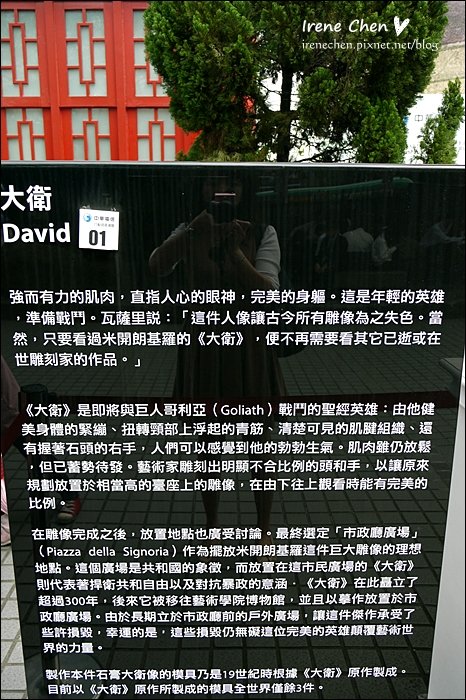 Irene Chen
irenechen.pixnet.net/blog
大衛
David
中華電信
01
強而有力的肌肉，直指人心的眼神，完美的身軀。這是年輕的英雄
，準備戰鬥。瓦薩里説：「這件人像讓古今所有雕像為之失色。當
然，只要看過米開朗基羅的《大衛》，便不再需要看其它已逝或在
世雕刻家的作品。」
《大衛》是即將與巨人哥利亞（Goliath）戰鬥的聖經英雄：由他健
美身體的緊繃、扭轉頸部上浮起的青筋、清楚可見的肌腱組織、還
有握著石頭的右手，人們可以感覺到他的勃勃生氣。肌肉雖仍放鬆
，但已蓄勢待發。藝術家雕刻出明顯不合比例的頭和手，以讓原來
規劃放置於相當高的臺座上的雕像，在由下往上觀看時能有完美的
比例。
在雕像完成之後，放置地點也廣受討論。最終選定「市政廳廣場」
（Piazza della Signoria）作為擺放米開朗基羅這件巨大雕像的理想
地點。這個廣場是共和國的象徵，而放置在這市民廣場的《大衛》
則代表著捍衛共和自由以及對抗暴政的意涵．《大衛》在此矗立了
超過300年，後來它被移往藝術學院博物館，並且以摹作放置於市
政廳廣場。由於長期立於市政廳前的戶外廣場，讓這件傑作承受了
些許損毀，幸運的是，這些損毀仍無礙這位完美的英雄顛覆藝術世
界的力量。
製作本件石膏大衛像的模具乃是19世紀時根據《大衛》原作製成。
目前以《大衛》原作所製成的模具全世界僅餘3件。